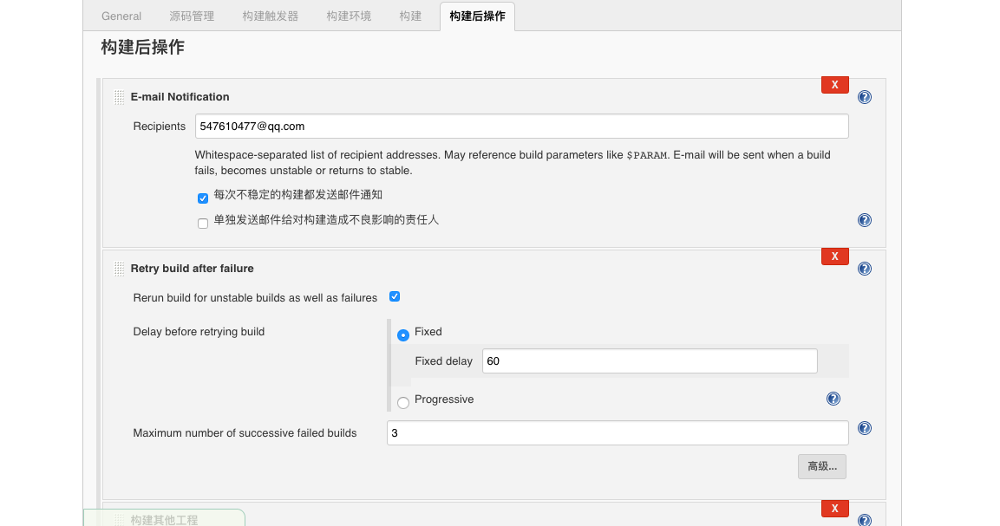 General 源码管理 构建触发器 构建环境 构建 构建后操作
构建后操作
X
E-mail Notification
Recipients 547610477@qq.com
Whitespace-separated list of recipient addresses. May reference build parameters like $PARAM. E-mail will be sent when a build
fails, becomes unstable or returns to stable.
每次不稳定的构建都发送邮件通知
单独发送邮件给对构建造成不良影响的责任人
X
Retry build after failure
Rerun build for unstable builds as well as failures
Delay before retrying build Fixed
Fixed delay 60
Progressive
Maximum number of successive failed builds 3
高级...
X
构建其他工程